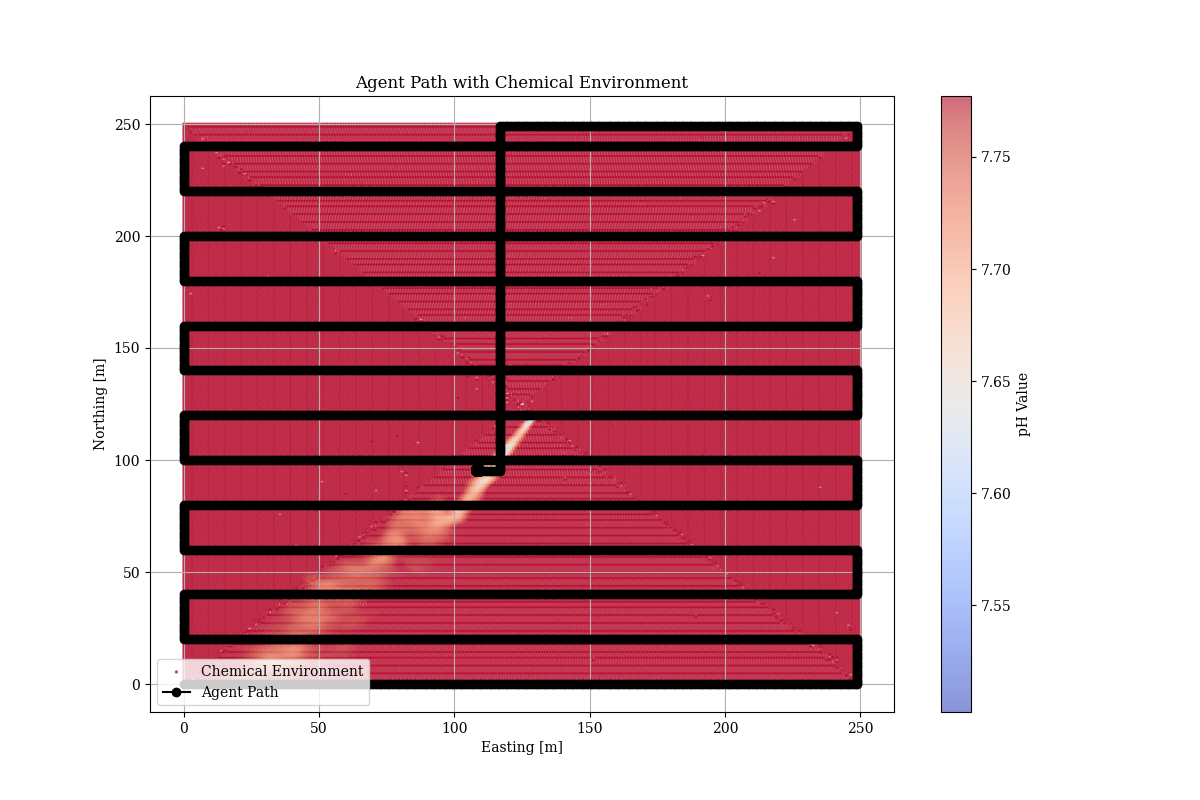 Agent Path with Chemical Environment
250
200
150
100
50
0
Northing [m]
0
50
100
150
200
250
Easting [m]
Chemical Environment
Agent Path
7.75
7.70
7.65
7.60
7.55
pH Value